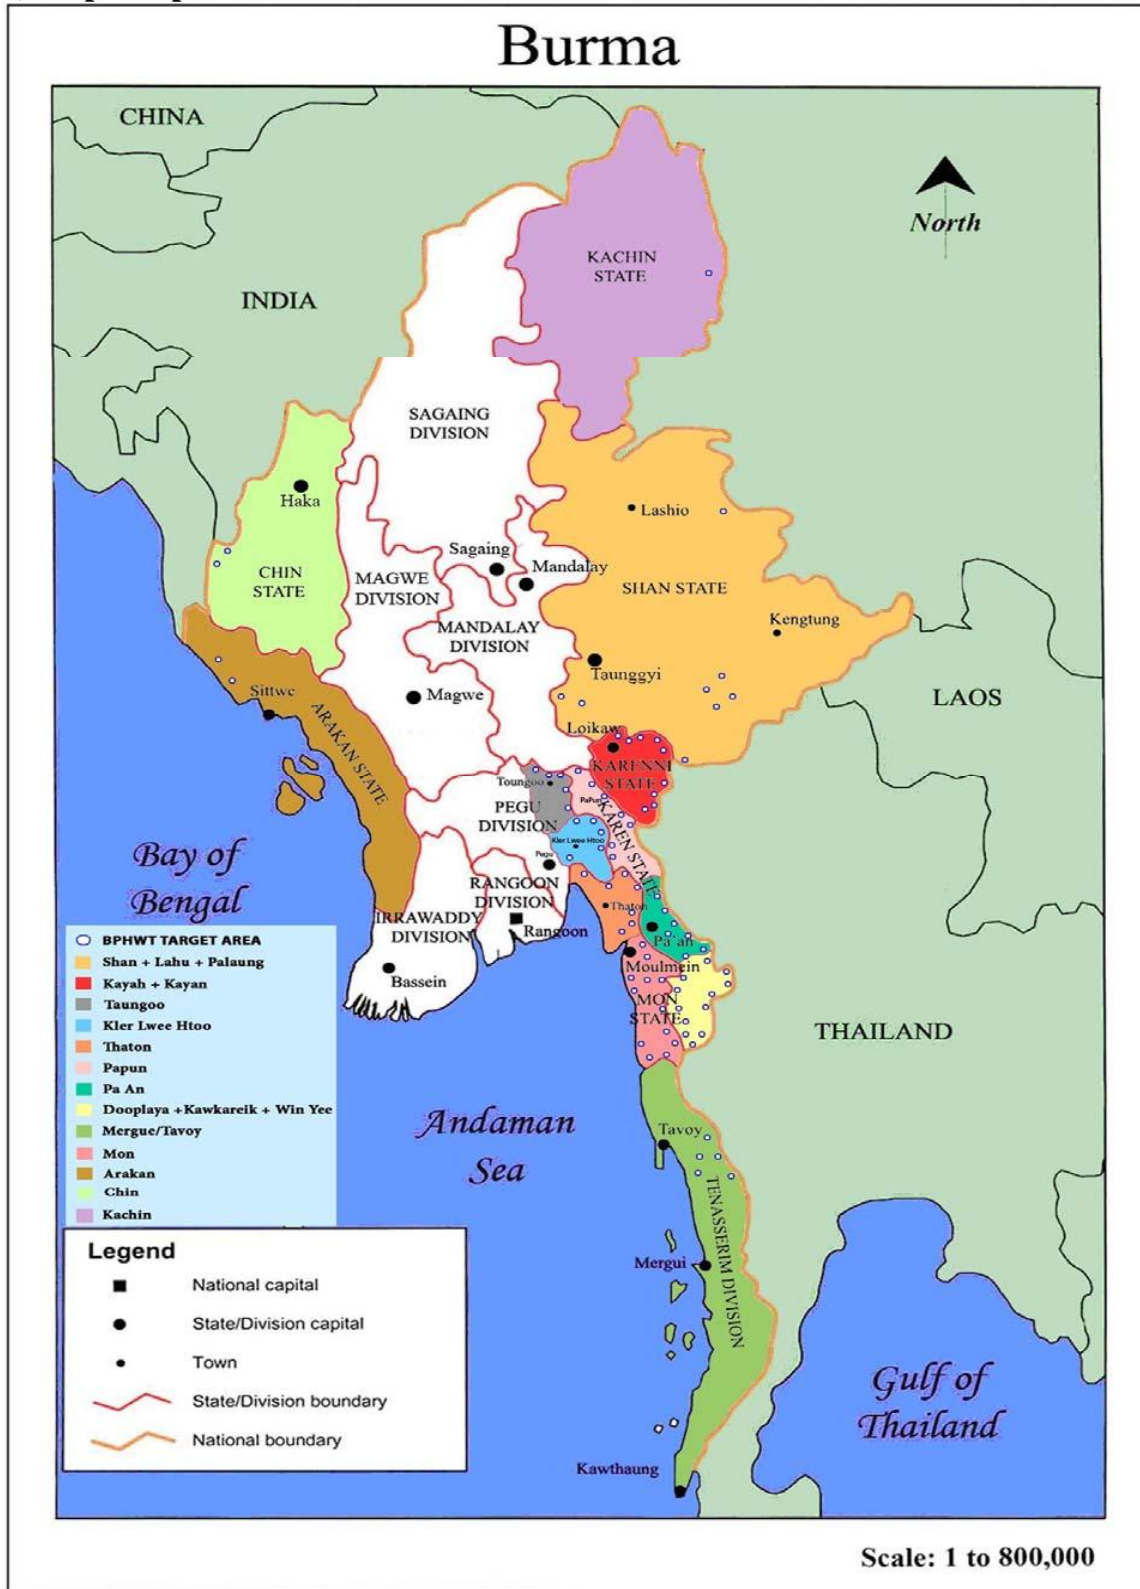 Burma
CHINA
North
KACHIN
STATE
INDIA
SAGAING
DIVISION
Haka
Lashio
Sagaing
Mandalay
CHIN
STATE
MAGWE
DIVISION
SHAN STATE
Kengtung
MANDALAY
DIVISION
Taunggyi
Sittwe
Magwe
LAOS
ARAKAN STATE
Loikaw
KARENNI
STATE
Toungoo
PaPun
PEGU
DIVISION
KAREN STATE
Kler Lwee Htoo
Pegu
Bay of
Bengal
RANGOON
DIVISION
Thaton
IRRAWADDY
DIVISION
Rangoon
Pa'an
Moulmein
Bassein
MON
STATE
THAILAND
BPHWT TARGET AREA
Shan + Lahu + Palaung
Kayah + Kayan
Taungoo
Kler Lwee Htoo
Thaton
Papun
Pa An
Dooplaya +Kawkareik + Win Yee
Mergue/Tavoy
Mon
Arakan
Chin
Kachin
Andaman
Sea
Tavoy
TENASSERIM DIVISION
Mergui
Legend
National capital
State/Division capital
Town
State/Division boundary
National boundary
Gulf of
Thailand
Kawthaung
Scale: 1 to 800,000